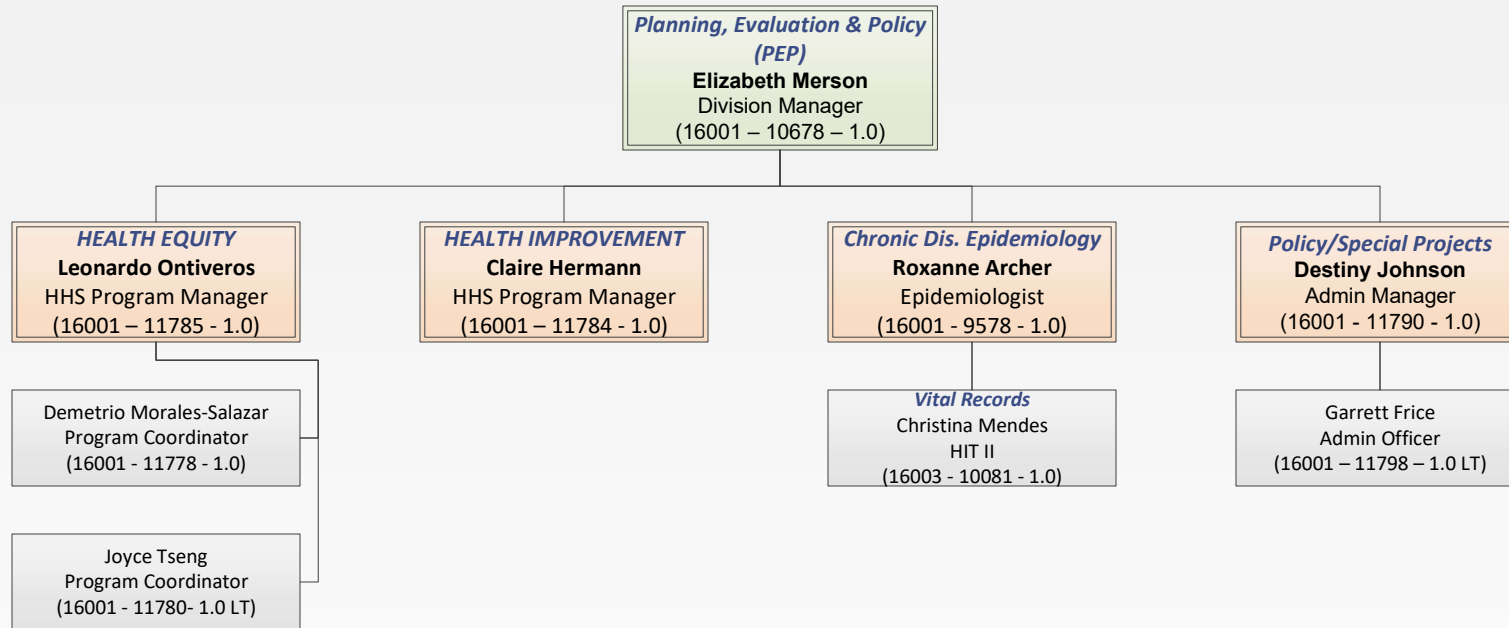 Planning, Evaluation & Policy
(PEP)
Elizabeth Merson
Division Manager
(16001 – 10678 – 1.0)
HEALTH EQUITY
Leonardo Ontiveros
HHS Program Manager
(16001 – 11785 - 1.0)
HEALTH IMPROVEMENT
Claire Hermann
HHS Program Manager
(16001 – 11784 - 1.0)
Chronic Dis. Epidemiology
Roxanne Archer
Epidemiologist
(16001 - 9578 - 1.0)
Policy/Special Projects
Destiny Johnson
Admin Manager
(16001 - 11790 - 1.0)
Demetrio Morales-Salazar
Program Coordinator
(16001 - 11778 - 1.0)
Vital Records
Christina Mendes
HIT II
(16003 - 10081 - 1.0)
Garrett Frice
Admin Officer
(16001 – 11798 – 1.0 LT)
Joyce Tseng
Program Coordinator
(16001 - 11780- 1.0 LT)